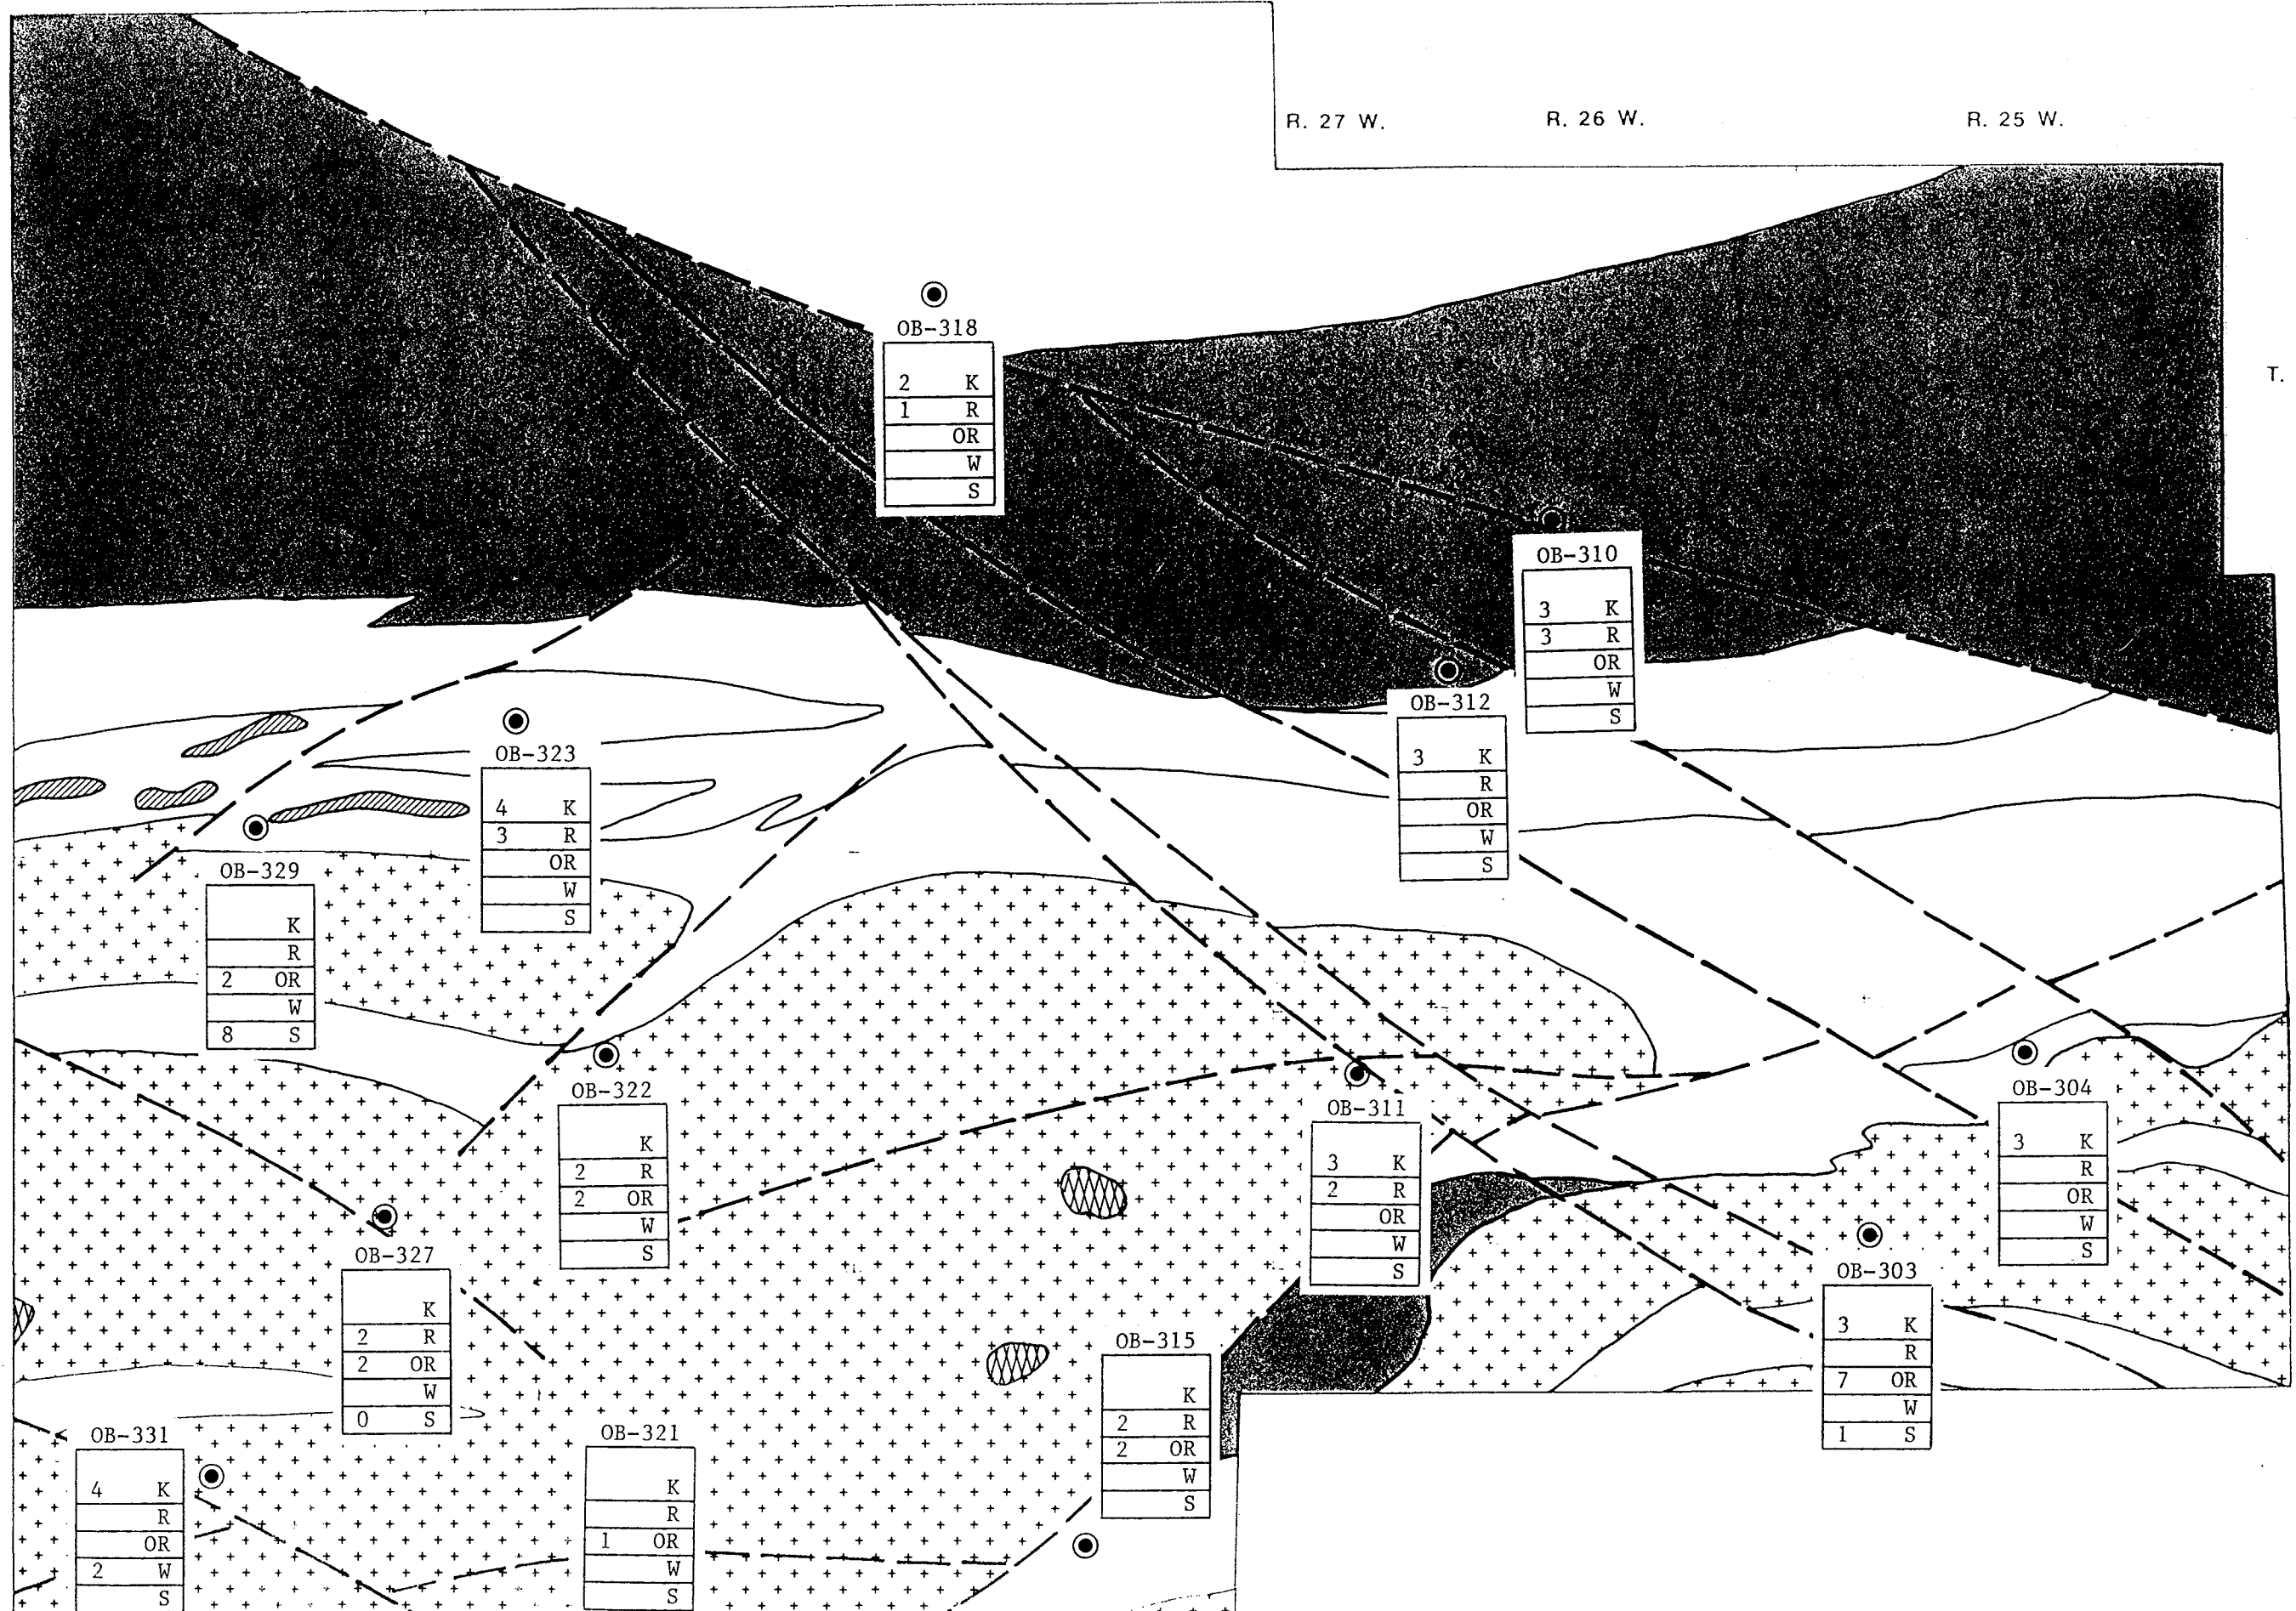 R. 27 W. R. 26 W. R. 25 W.
T.
OB-318
2 K
1 R
OR
W
S
OB-310
3 K
3 R
OR
W
S
OB-312
3 K
R
OR
W
S
OB-323
4 K
3 R
OR
W
S
OB-329
K
R
2 OR
W
8 S
OB-322
K
2 R
2 OR
W
S
OB-311
3 K
2 R
OR
W
S
OB-304
3 K
R
OR
W
S
OB-327
K
2 R
2 OR
W
0 S
OB-303
3 K
R
7 OR
W
1 S
OB-315
K
2 R
2 OR
W
S
OB-331
4 K
R
OR
2 W
S
OB-321
K
R
1 OR
W
S